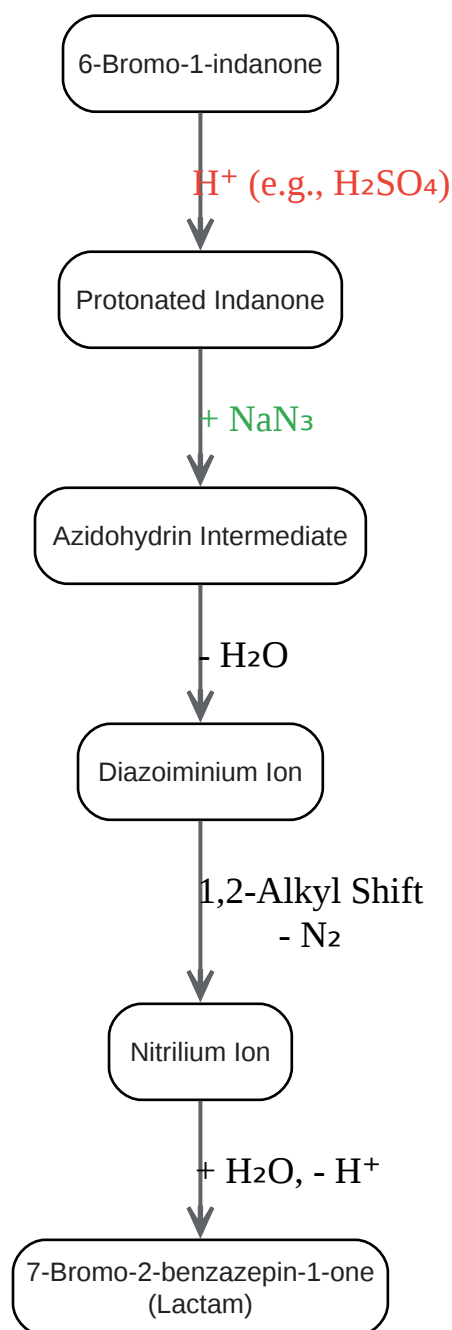 6-Bromo-1-indanone
H⁺ (e.g., H₂SO₄)
Protonated Indanone
+ NaN₃
Azidohydrin Intermediate
- H₂O
Diazoiminium Ion
1,2-Alkyl Shift
- N₂
Nitrilium Ion
+ H₂O, - H⁺
7-Bromo-2-benzazepin-1-one
(Lactam)